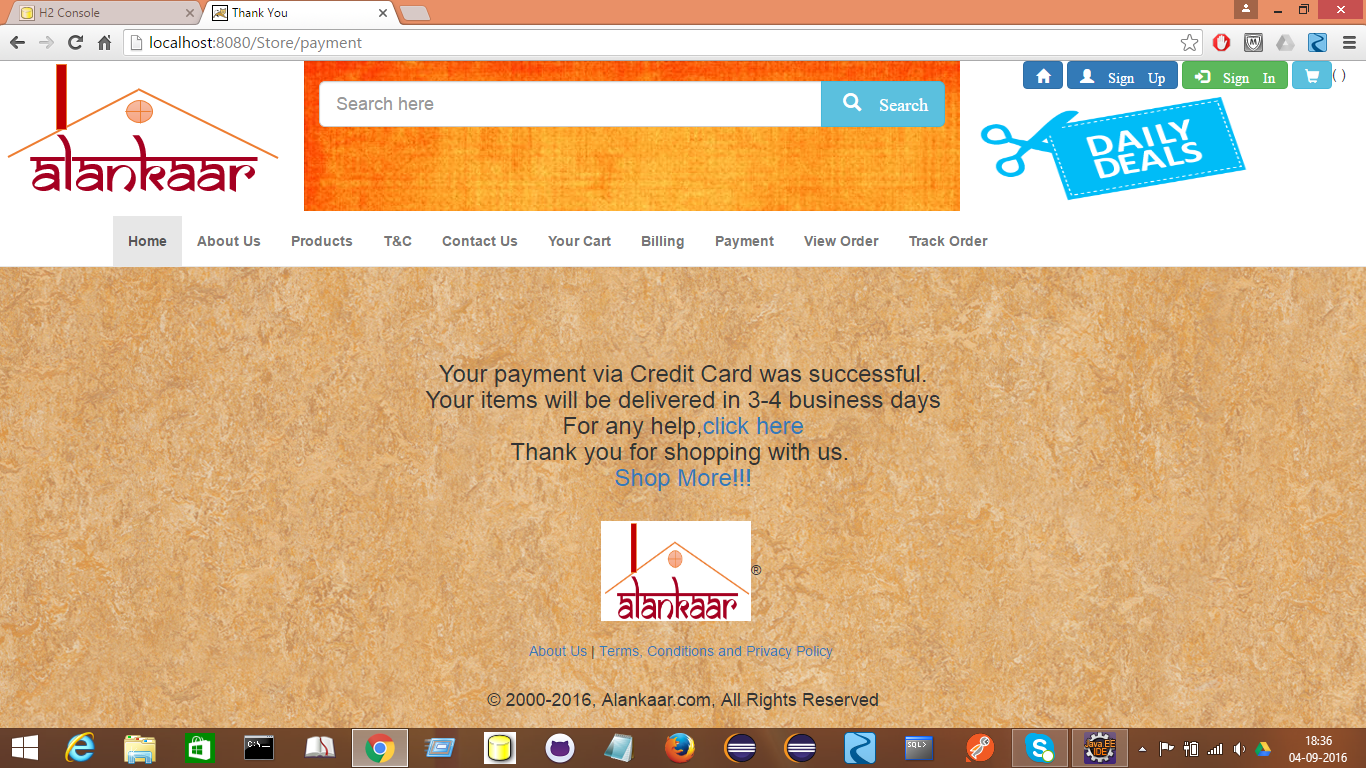 H2 Console
Thank You
localhost:8080/Store/payment
alankaar
Search here
Search
DAILY
DEALS
Sign Up
Sign In
( )
Home
About Us
Products
T&C
Contact Us
Your Cart
Billing
Payment
View Order
Track Order
Your payment via Credit Card was successful.
Your items will be delivered in 3-4 business days
For any help,click here
Thank you for shopping with us.
Shop More!!!
alankaar
®
About Us | Terms, Conditions and Privacy Policy
© 2000-2016, Alankaar.com, All Rights Reserved
C:\_
SQL>
Java EE
IDE
18:36
04-09-2016